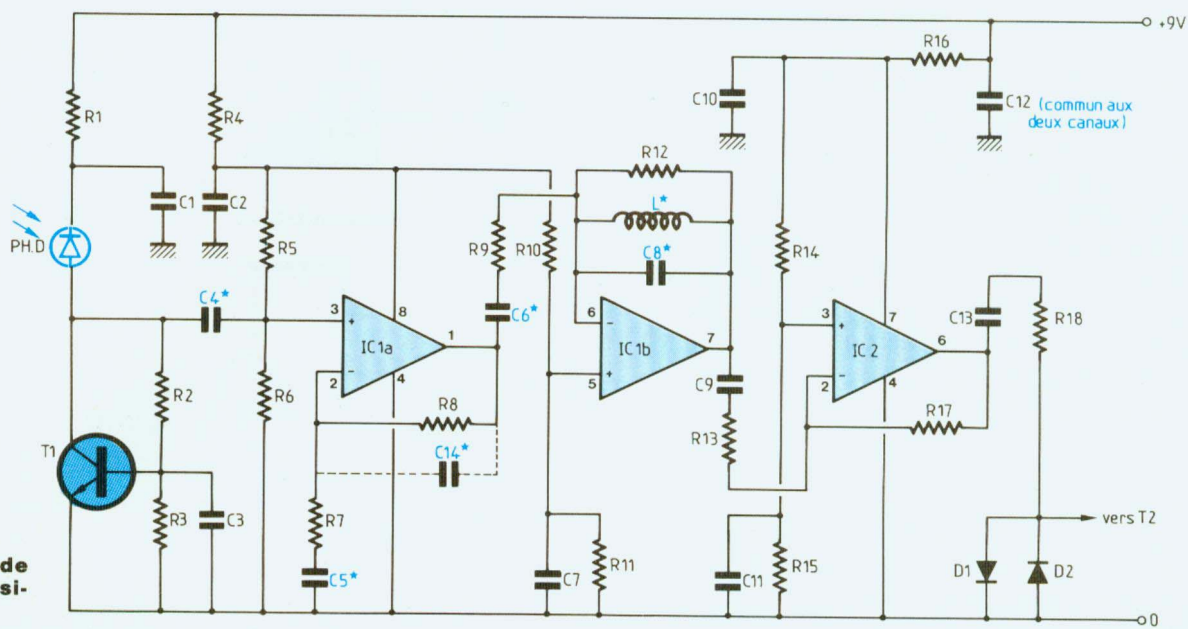 +9V
R16
C10
C12 (commun aux
deux canaux)
R1
R4
R12
C1
C2
L*
PH.D
R5
R9
R10
C8*
R14
C4*
3
+
8
IC1a
1
C6*
6
-
IC1b
7
5
+
3
+
7
IC2
6
C13
R18
2
-
4
R2
R6
R8
C9
2
-
4
R17
T1
C14*
R13
R3
C3
R7
vers T2
C5*
C7
R11
C11
R15
D1
D2
de
si-
0